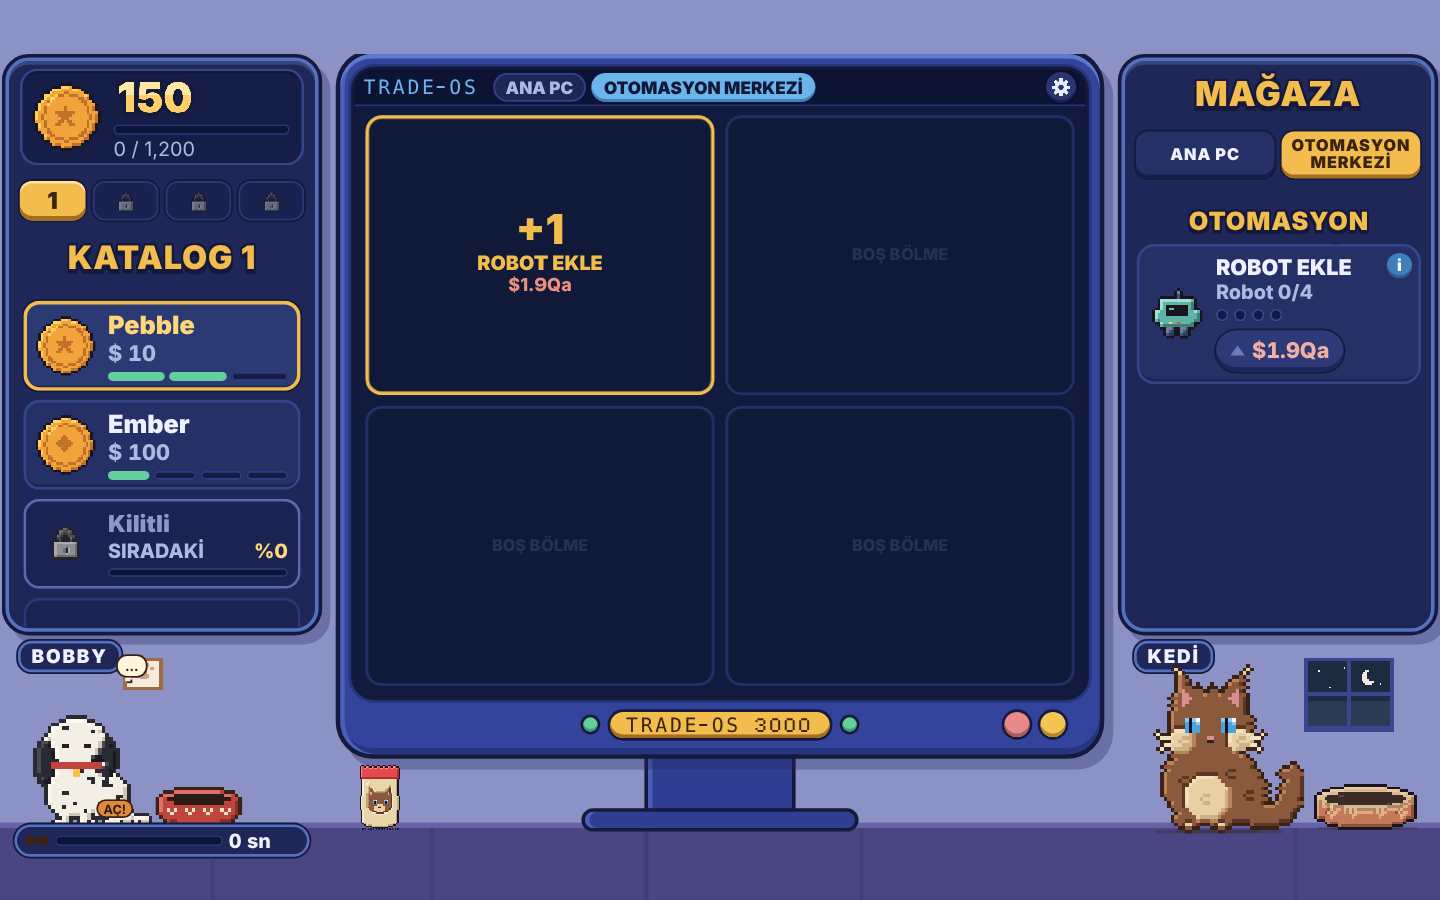 150
0 / 1,200
1
KATALOG 1
Pebble
$ 10
Ember
$ 100
Kilitli
SIRADAKİ %0
BOBBY
...
AÇ!
0 sn
TRADE-OS ANA PC OTOMASYON MERKEZİ
+1
ROBOT EKLE
$1.9Qa
BOŞ BÖLME
BOŞ BÖLME
BOŞ BÖLME
TRADE-OS 3000
MAĞAZA
ANA PC
OTOMASYON
MERKEZİ
OTOMASYON
ROBOT EKLE i
Robot 0/4
$1.9Qa
KEDİ